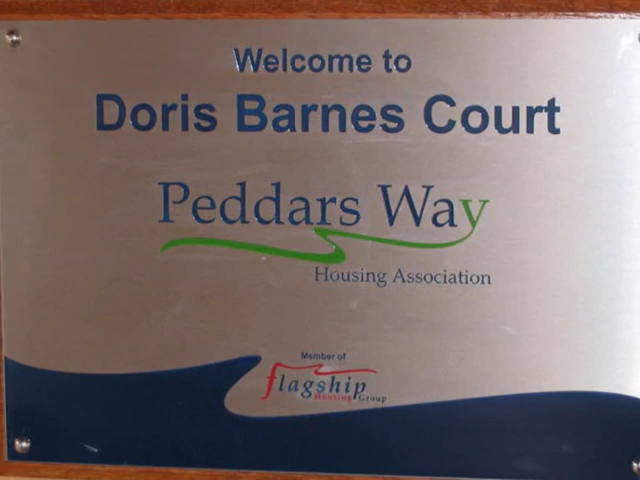 Welcome to
Doris Barnes Court
Peddars Way
Housing Association
Member of
flagship
Housing Group